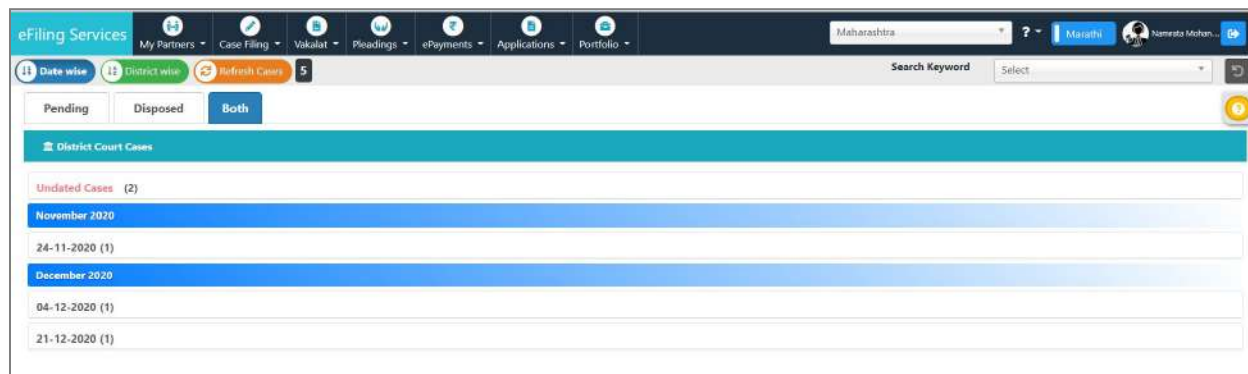 eFiling Services
My Partners
Case Filing
Vakalat
Pleadings
ePayments
Applications
Portfolio
Maharashtra
?
Marathi
Namrata Mohan...
Date wise
District wise
Refresh Cases
5
Search Keyword
Select
Pending
Disposed
Both
District Court Cases
Undated Cases (2)
November 2020
24-11-2020 (1)
December 2020
04-12-2020 (1)
21-12-2020 (1)